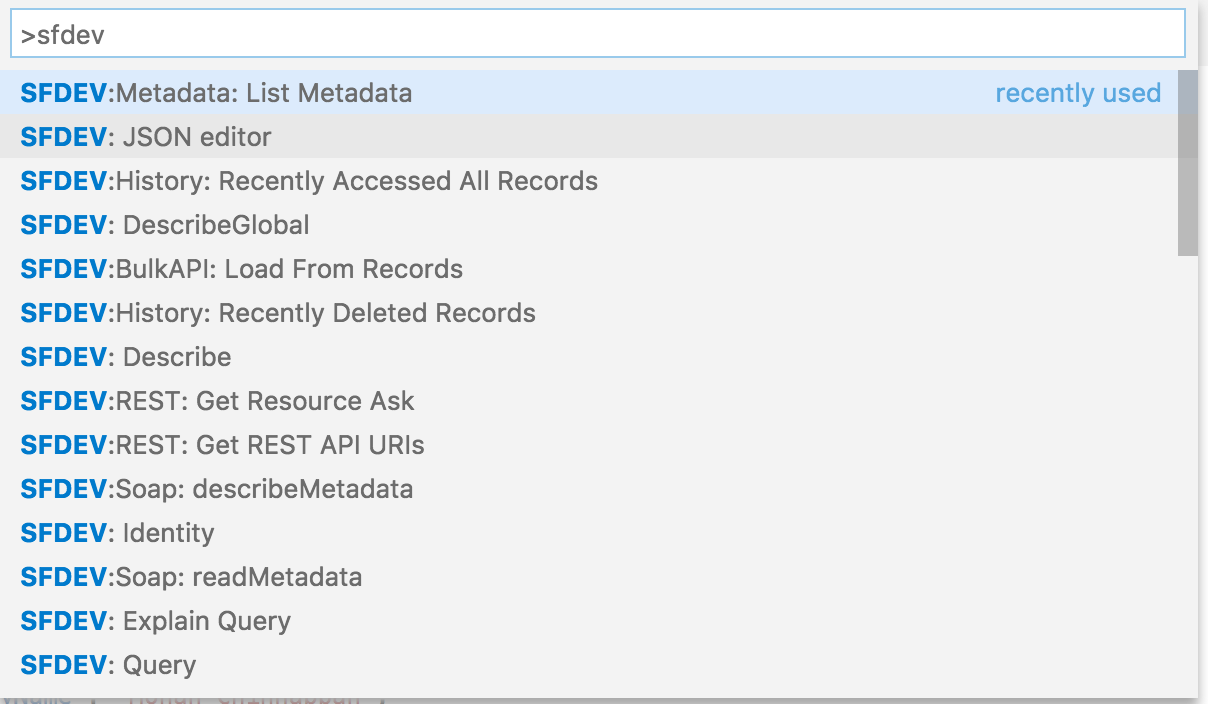 >sfdev
SFDEV:Metadata: List Metadata recently used
SFDEV: JSON editor
SFDEV:History: Recently Accessed All Records
SFDEV: DescribeGlobal
SFDEV:BulkAPI: Load From Records
SFDEV:History: Recently Deleted Records
SFDEV: Describe
SFDEV:REST: Get Resource Ask
SFDEV:REST: Get REST API URIs
SFDEV:Soap: describeMetadata
SFDEV: Identity
SFDEV:Soap: readMetadata
SFDEV: Explain Query
SFDEV: Query